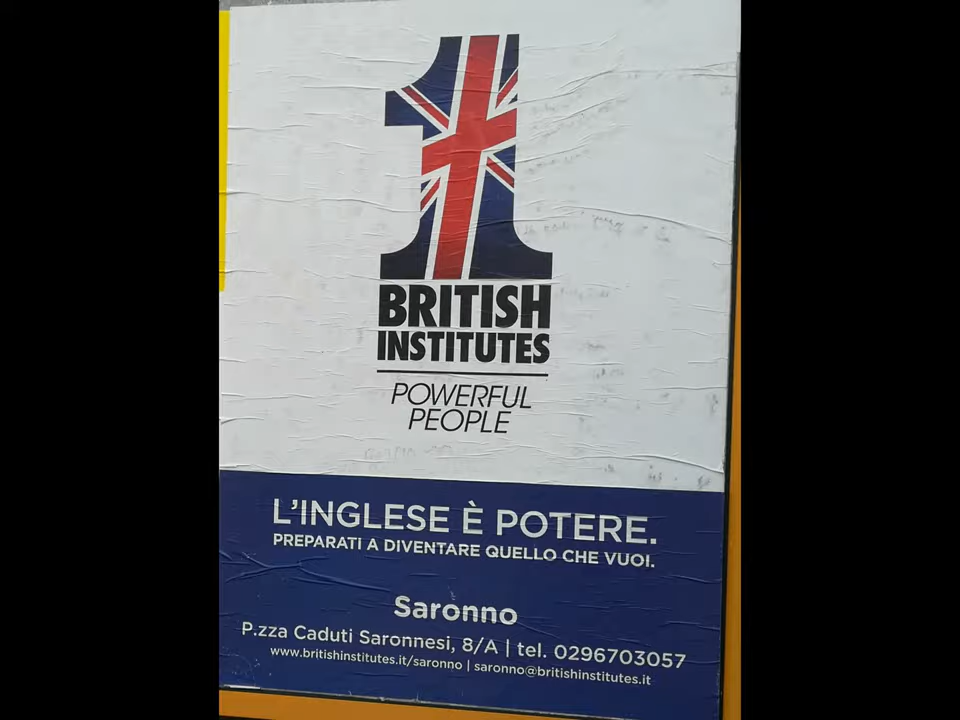 1
BRITISH
INSTITUTES
POWERFUL
PEOPLE
L'INGLESE È POTERE.
PREPARATI A DIVENTARE QUELLO CHE VUOI.
Saronno
P.zza Caduti Saronnesi, 8/A | tel. 0296703057
www.britishinstitutes.it/saronno | saronno@britishinstitutes.it